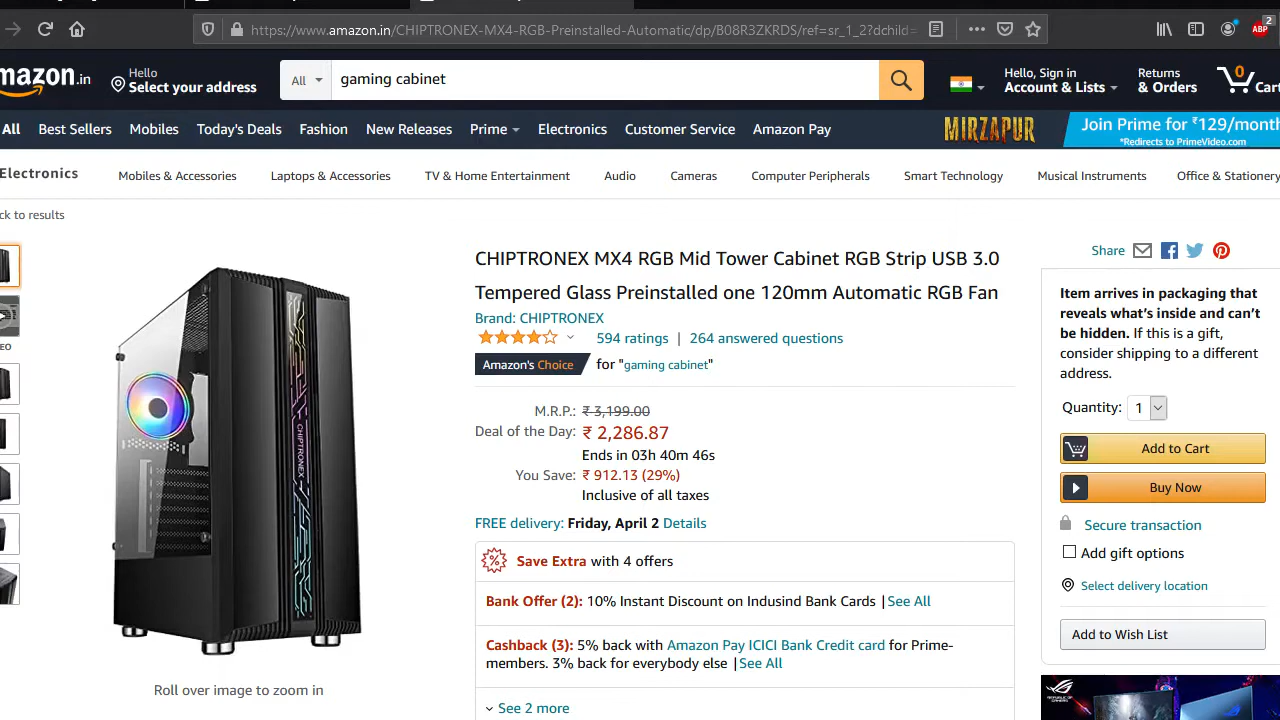 https://www.amazon.in/CHIPTRONEX-MX4-RGB-Preinstalled-Automatic/dp/B08R3ZKRDS/ref=sr_1_2?dchild=
2
ABP
mazon.in
Hello
Select your address
All
gaming cabinet
Hello, Sign in
Account & Lists
Returns
& Orders
0
Cart
All
Best Sellers
Mobiles
Today's Deals
Fashion
New Releases
Prime
Electronics
Customer Service
Amazon Pay
MIRZAPUR
Join Prime for ₹129/month
*Redirects to PrimeVideo.com
Electronics
Mobiles & Accessories
Laptops & Accessories
TV & Home Entertainment
Audio
Cameras
Computer Peripherals
Smart Technology
Musical Instruments
Office & Stationery
ck to results
EO
CHIPTRONEX
Roll over image to zoom in
CHIPTRONEX MX4 RGB Mid Tower Cabinet RGB Strip USB 3.0
Tempered Glass Preinstalled one 120mm Automatic RGB Fan
Brand: CHIPTRONEX
594 ratings | 264 answered questions
Amazon's Choice for "gaming cabinet"
M.R.P.: ₹ 3,199.00
Deal of the Day: ₹ 2,286.87
Ends in 03h 40m 46s
You Save: ₹ 912.13 (29%)
Inclusive of all taxes
FREE delivery: Friday, April 2 Details
Save Extra with 4 offers
Bank Offer (2): 10% Instant Discount on Indusind Bank Cards | See All
Cashback (3): 5% back with Amazon Pay ICICI Bank Credit card for Prime-
members. 3% back for everybody else | See All
See 2 more
Share
Item arrives in packaging that
reveals what's inside and can't
be hidden. If this is a gift,
consider shipping to a different
address.
Quantity: 1
Add to Cart
Buy Now
Secure transaction
Add gift options
Select delivery location
Add to Wish List